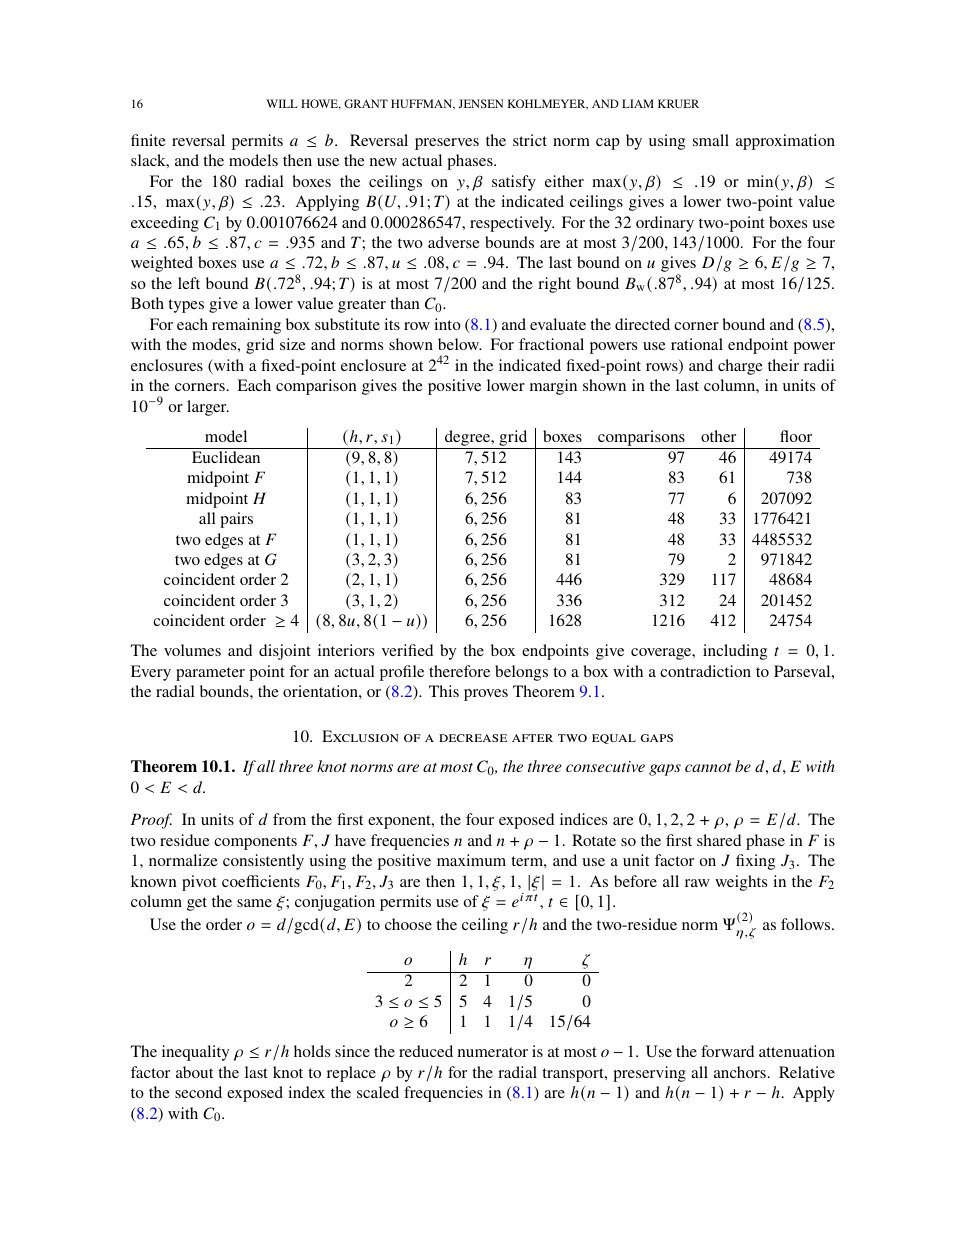 16 WILL HOWE, GRANT HUFFMAN, JENSEN KOHLMEYER, AND LIAM KRUER
finite reversal permits a ≤ b. Reversal preserves the strict norm cap by using small approximation
slack, and the models then use the new actual phases.
For the 180 radial boxes the ceilings on y, β satisfy either max(y, β) ≤ .19 or min(y, β) ≤
.15, max(y, β) ≤ .23. Applying B(U, .91; T) at the indicated ceilings gives a lower two-point value
exceeding C₁ by 0.001076624 and 0.000286547, respectively. For the 32 ordinary two-point boxes use
a ≤ .65, b ≤ .87, c = .935 and T; the two adverse bounds are at most 3/200, 143/1000. For the four
weighted boxes use a ≤ .72, b ≤ .87, u ≤ .08, c = .94. The last bound on u gives D/g ≥ 6, E/g ≥ 7,
so the left bound B(.72⁸, .94; T) is at most 7/200 and the right bound B_w(.87⁸, .94) at most 16/125.
Both types give a lower value greater than C₀.
For each remaining box substitute its row into (8.1) and evaluate the directed corner bound and (8.5),
with the modes, grid size and norms shown below. For fractional powers use rational endpoint power
enclosures (with a fixed-point enclosure at 2⁴² in the indicated fixed-point rows) and charge their radii
in the corners. Each comparison gives the positive lower margin shown in the last column, in units of
10⁻⁹ or larger.
model (h, r, s₁) degree, grid boxes comparisons other floor
Euclidean (9, 8, 8) 7, 512 143 97 46 49174
midpoint F (1, 1, 1) 7, 512 144 83 61 738
midpoint H (1, 1, 1) 6, 256 83 77 6 207092
all pairs (1, 1, 1) 6, 256 81 48 33 1776421
two edges at F (1, 1, 1) 6, 256 81 48 33 4485532
two edges at G (3, 2, 3) 6, 256 81 79 2 971842
coincident order 2 (2, 1, 1) 6, 256 446 329 117 48684
coincident order 3 (3, 1, 2) 6, 256 336 312 24 201452
coincident order ≥ 4 (8, 8u, 8(1 − u)) 6, 256 1628 1216 412 24754
The volumes and disjoint interiors verified by the box endpoints give coverage, including t = 0, 1.
Every parameter point for an actual profile therefore belongs to a box with a contradiction to Parseval,
the radial bounds, the orientation, or (8.2). This proves Theorem 9.1.
10. Exclusion of a decrease after two equal gaps
Theorem 10.1. If all three knot norms are at most C₀, the three consecutive gaps cannot be d, d, E with
0 < E < d.
Proof. In units of d from the first exponent, the four exposed indices are 0, 1, 2, 2 + ρ, ρ = E/d. The
two residue components F, J have frequencies n and n + ρ − 1. Rotate so the first shared phase in F is
1, normalize consistently using the positive maximum term, and use a unit factor on J fixing J₃. The
known pivot coefficients F₀, F₁, F₂, J₃ are then 1, 1, ξ, 1, |ξ| = 1. As before all raw weights in the F₂
column get the same ξ; conjugation permits use of ξ = e^{iπt}, t ∈ [0, 1].
Use the order o = d/gcd(d, E) to choose the ceiling r/h and the two-residue norm Ψ^{(2)}_{η,ζ} as follows.
o h r η ζ
2 2 1 0 0
3 ≤ o ≤ 5 5 4 1/5 0
o ≥ 6 1 1 1/4 15/64
The inequality ρ ≤ r/h holds since the reduced numerator is at most o − 1. Use the forward attenuation
factor about the last knot to replace ρ by r/h for the radial transport, preserving all anchors. Relative
to the second exposed index the scaled frequencies in (8.1) are h(n − 1) and h(n − 1) + r − h. Apply
(8.2) with C₀.